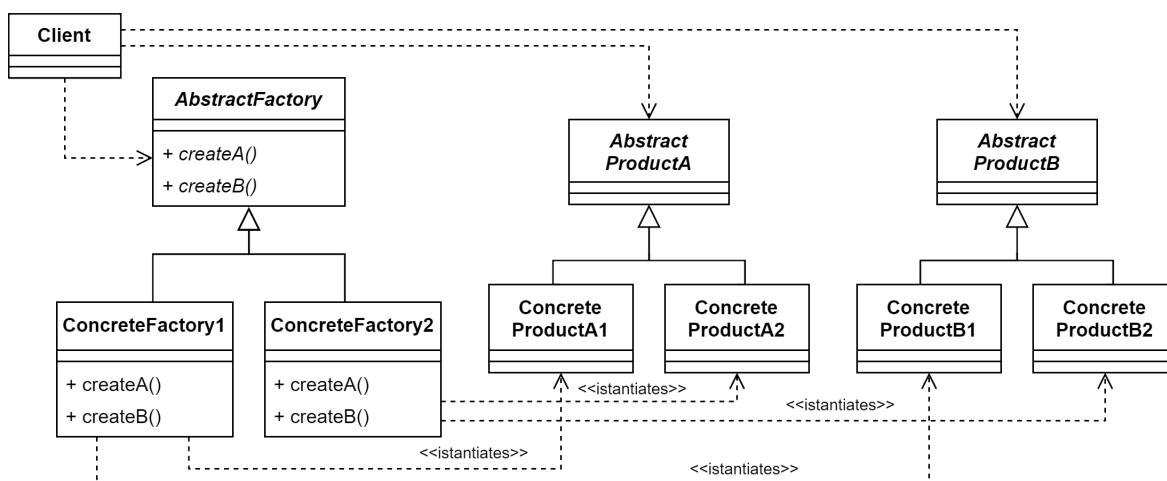 Client
AbstractFactory
+ createA()
+ createB()
Abstract
ProductA
Abstract
ProductB
ConcreteFactory1
+ createA()
+ createB()
ConcreteFactory2
+ createA()
+ createB()
Concrete
ProductA1
Concrete
ProductA2
Concrete
ProductB1
Concrete
ProductB2
<<istantiates>>
<<istantiates>>
<<istantiates>>
<<istantiates>>